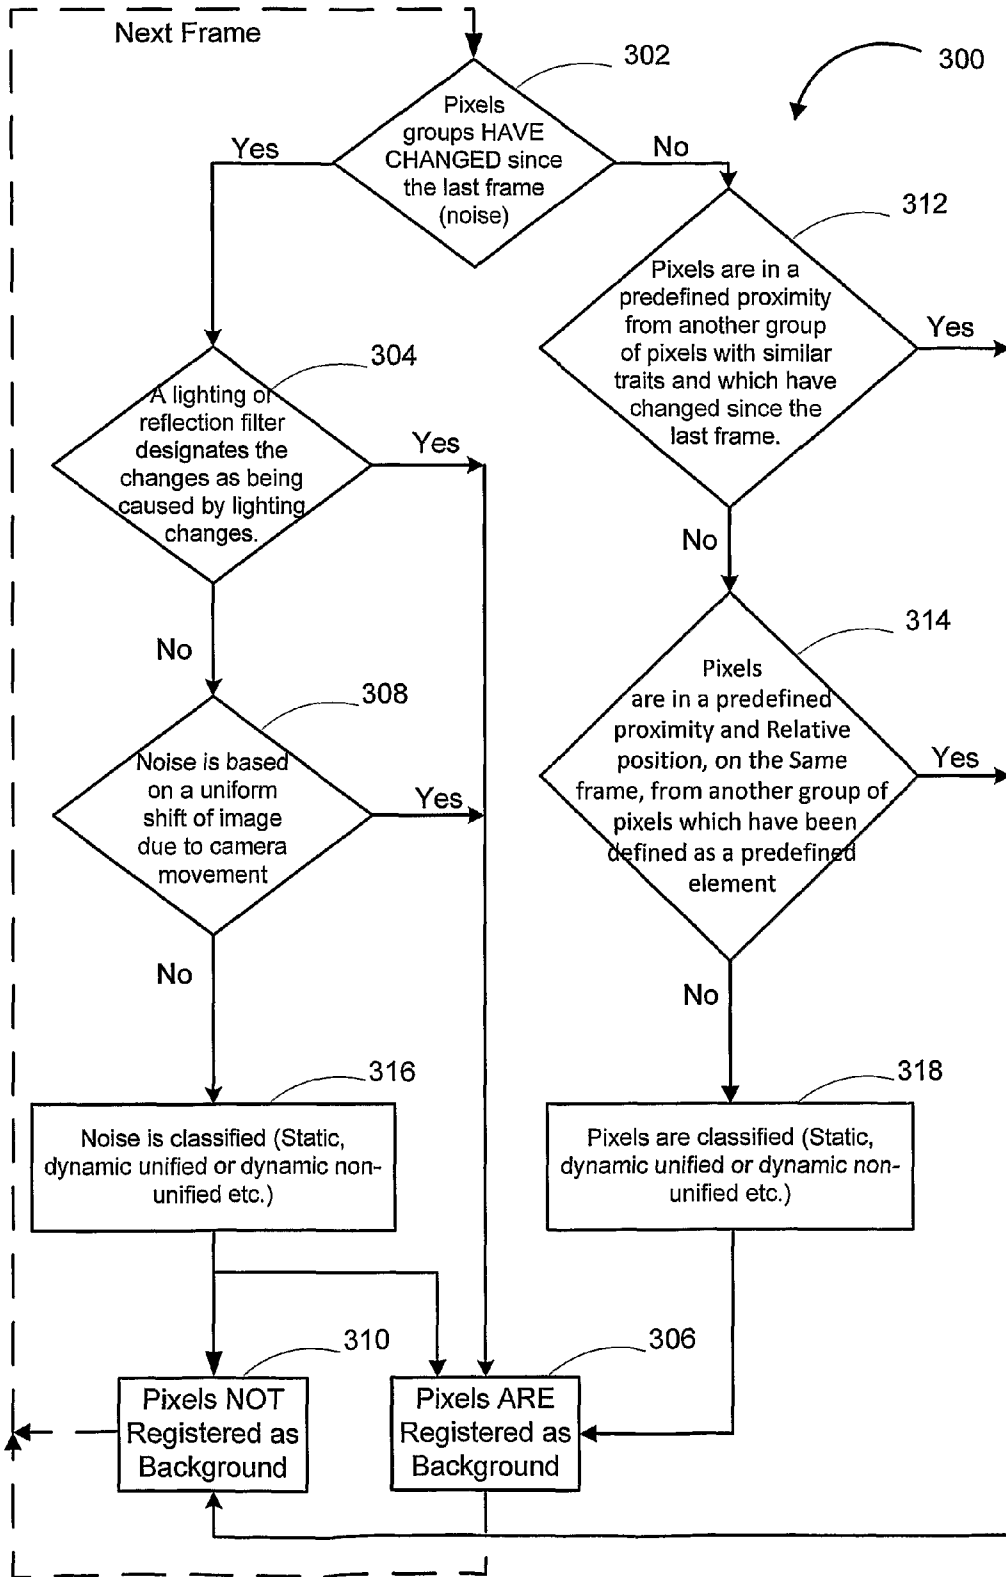 Next Frame
302
300
Pixels
groups HAVE
CHANGED since
the last frame
(noise)
Yes
No
312
Pixels are in a
predefined proximity
from another group
of pixels with similar
traits and which have
changed since the
last frame.
Yes
304
A lighting or
reflection filter
designates the
changes as being
caused by lighting
changes.
Yes
No
No
314
308
Pixels
are in a predefined
proximity and Relative
position, on the Same
frame, from another group of
pixels which have been
defined as a predefined
element
Yes
Noise is based
on a uniform
shift of image
due to camera
movement
Yes
No
No
316
318
Noise is classified (Static,
dynamic unified or dynamic non-
unified etc.)
Pixels are classified (Static,
dynamic unified or dynamic non-
unified etc.)
310
306
Pixels NOT
Registered as
Background
Pixels ARE
Registered as
Background